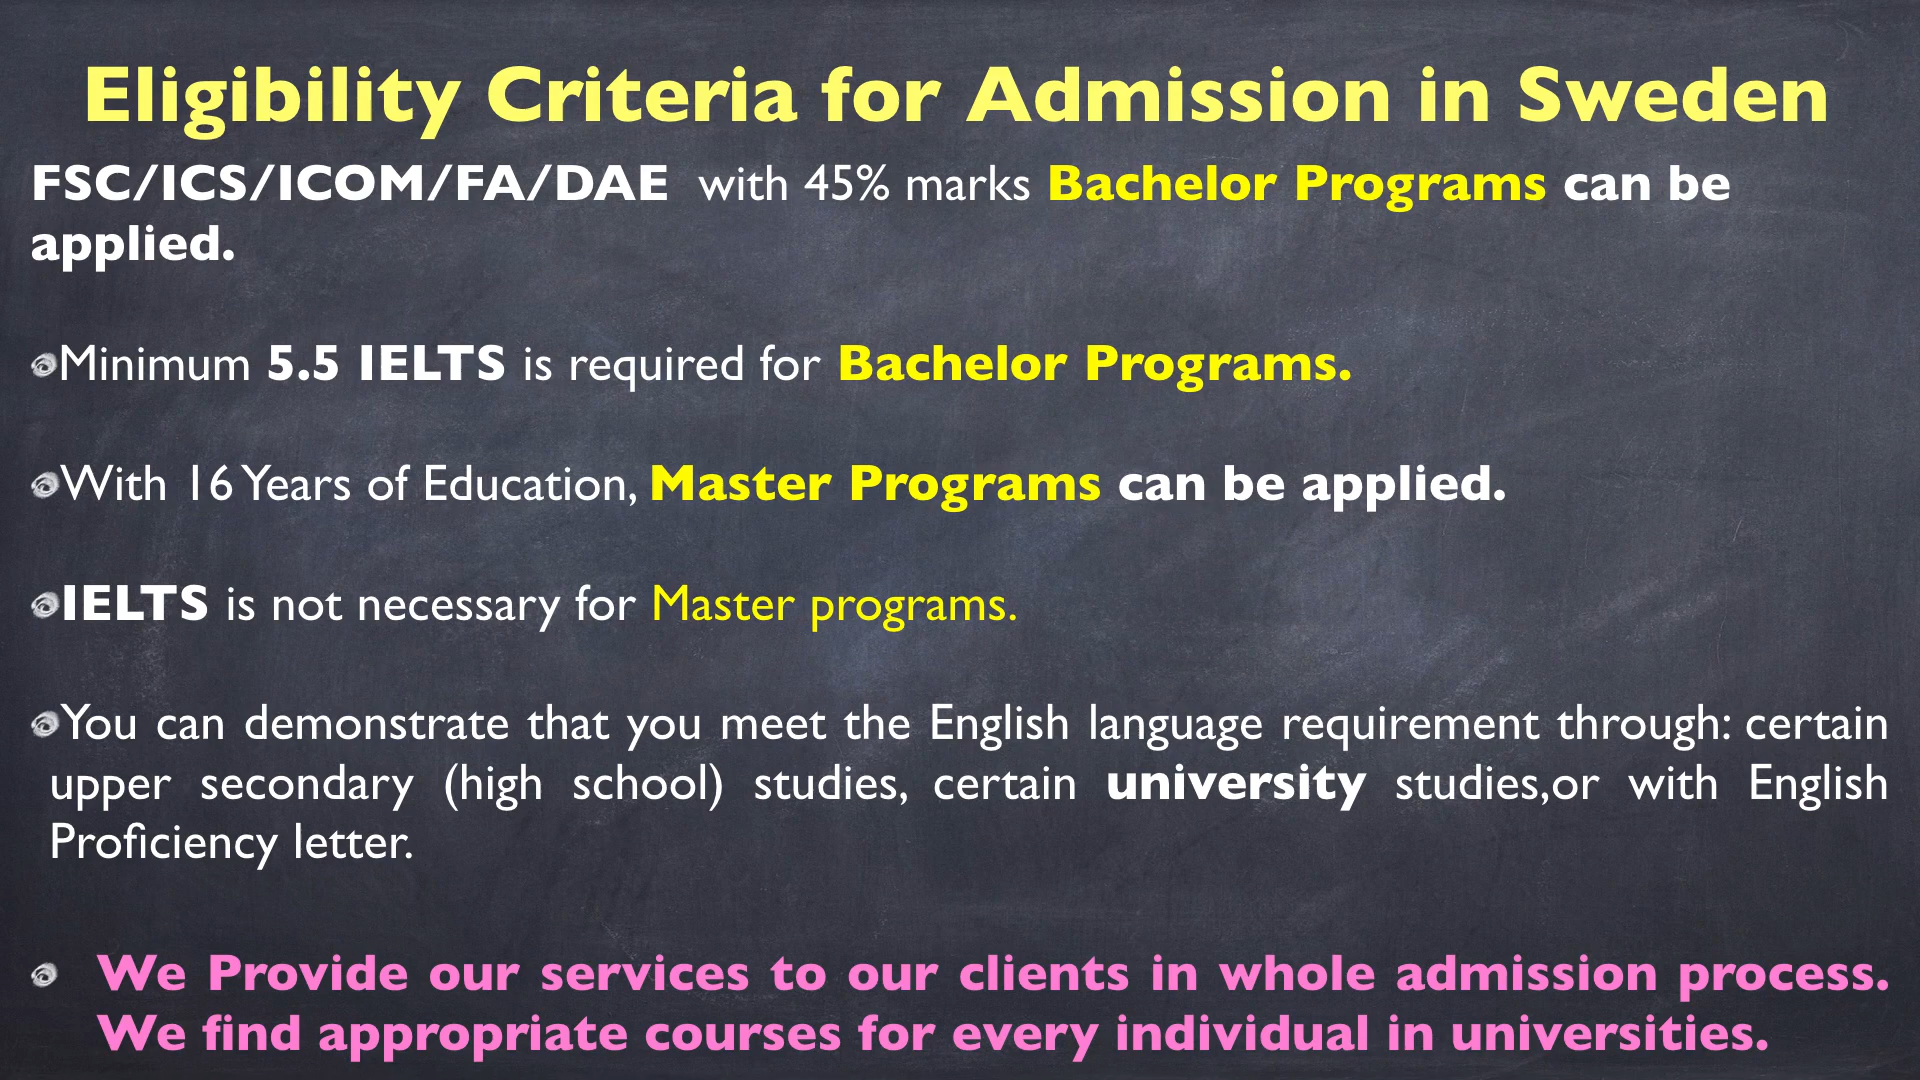 Eligibility Criteria for Admission in Sweden
FSC/ICS/ICOM/FA/DAE with 45% marks Bachelor Programs can be
applied.
Minimum 5.5 IELTS is required for Bachelor Programs.
With 16 Years of Education, Master Programs can be applied.
IELTS is not necessary for Master programs.
You can demonstrate that you meet the English language requirement through: certain
upper secondary (high school) studies, certain university studies,or with English
Proficiency letter.
We Provide our services to our clients in whole admission process.
We find appropriate courses for every individual in universities.